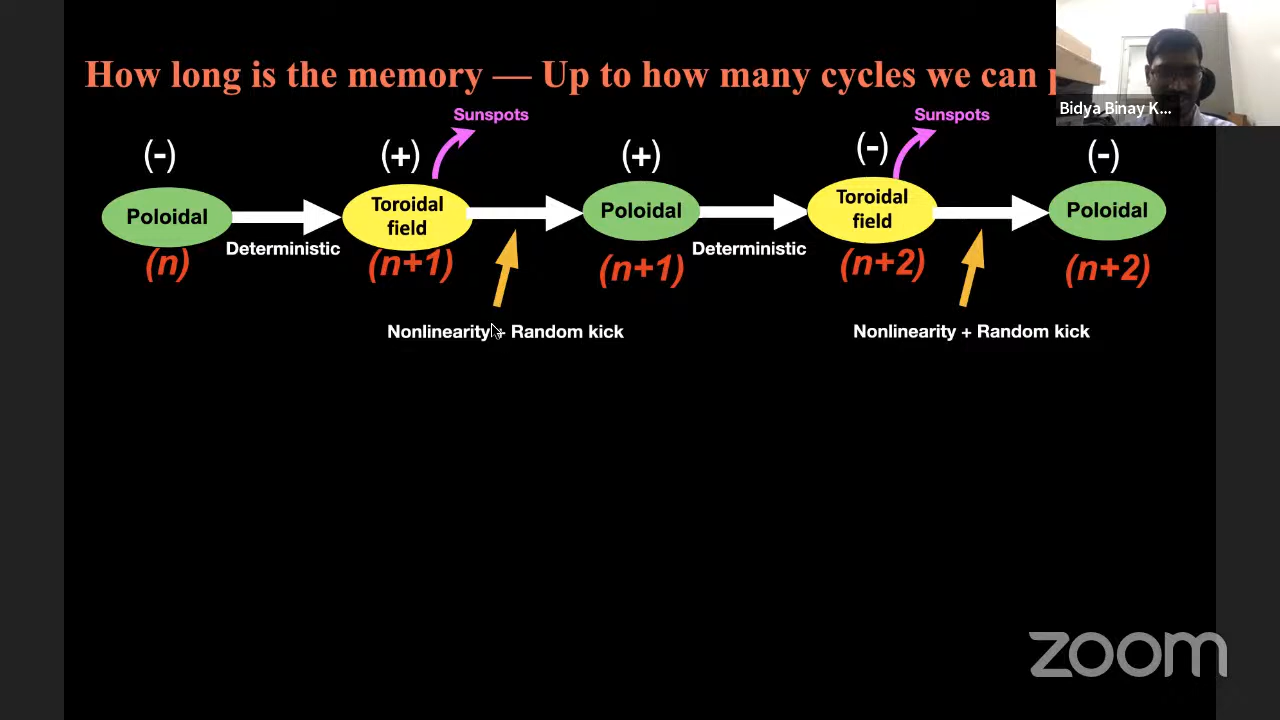 How long is the memory — Up to how many cycles we can
Bidya Binay K...
Sunspots
Sunspots
(-)
(+)
(+)
(-)
(-)
Poloidal
Toroidal
field
Poloidal
Toroidal
field
Poloidal
Deterministic
Deterministic
(n)
(n+1)
(n+1)
(n+2)
(n+2)
Nonlinearity + Random kick
Nonlinearity + Random kick
zoom